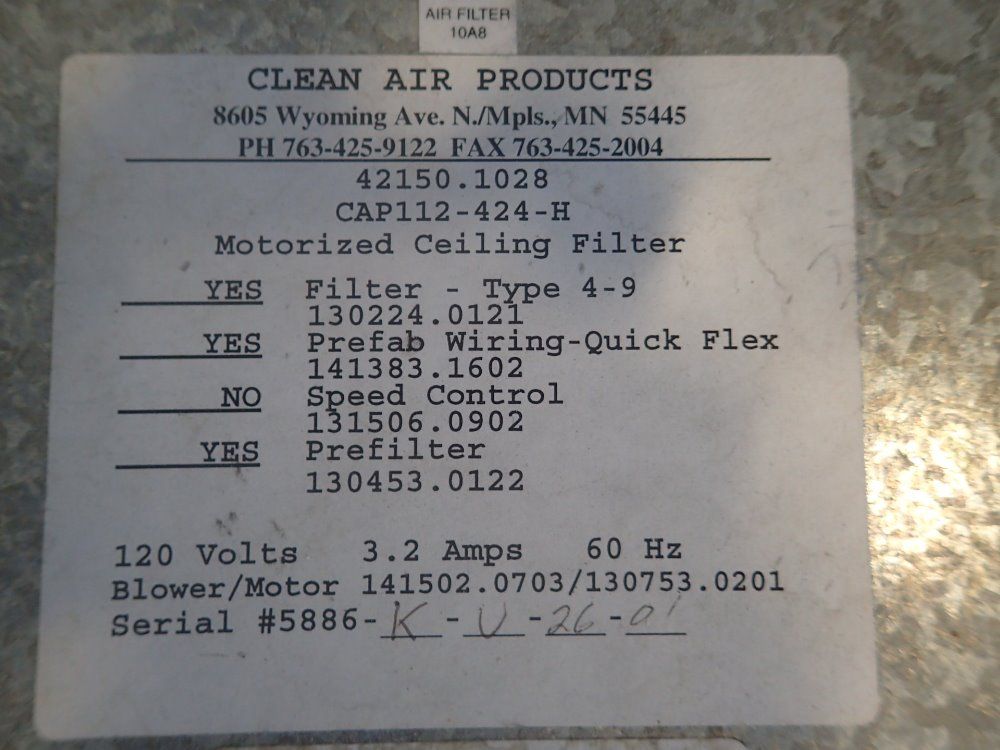 AIR FILTER
10A8
CLEAN AIR PRODUCTS
8605 Wyoming Ave. N./Mpls., MN 55445
PH 763-425-9122 FAX 763-425-2004
42150.1028
CAP112-424-H
Motorized Ceiling Filter
YES Filter - Type 4-9
130224.0121
YES Prefab Wiring-Quick Flex
141383.1602
NO Speed Control
131506.0902
YES Prefilter
130453.0122
120 Volts 3.2 Amps 60 Hz
Blower/Motor 141502.0703/130753.0201
Serial #5886-K-U-26-01